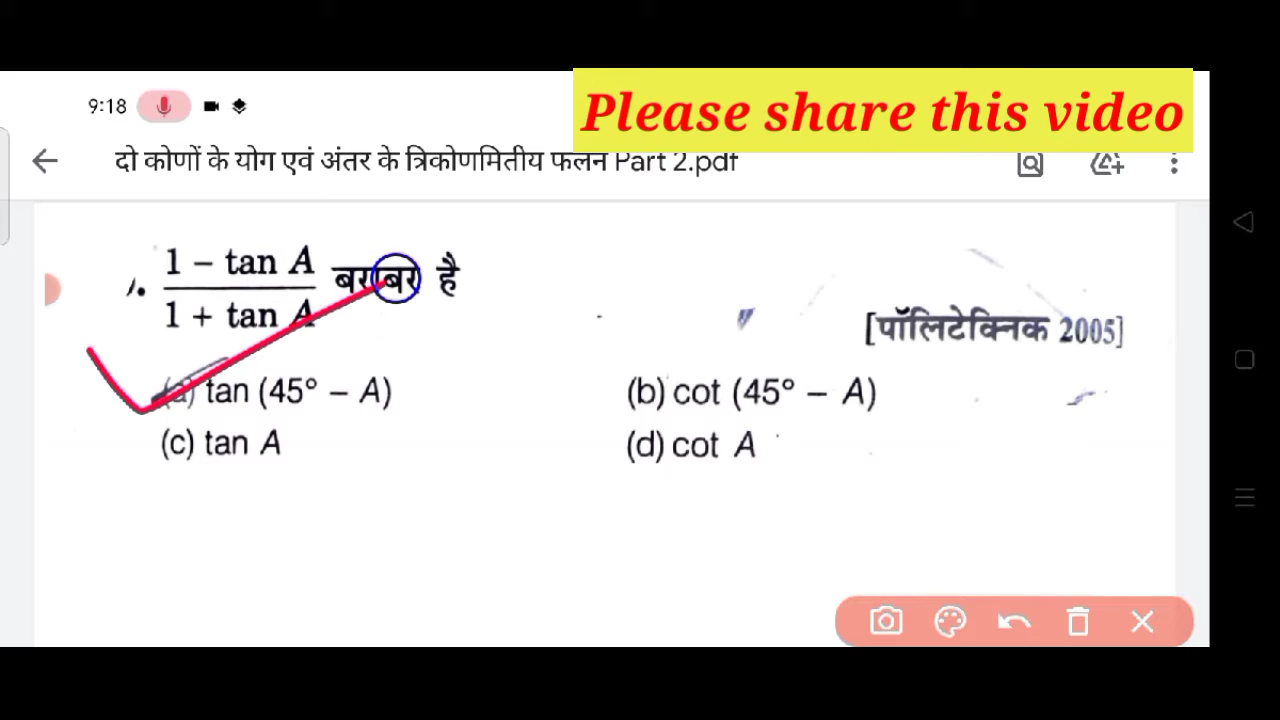 Please share this video
9:18
दो कोणों के योग एवं अंतर के त्रिकोणमितीय फलन Part 2.pdf
1 – tan A
1 + tan A बराबर है
[पॉलिटेक्निक 2005]
(a) tan (45° – A) (b) cot (45° – A)
(c) tan A (d) cot A